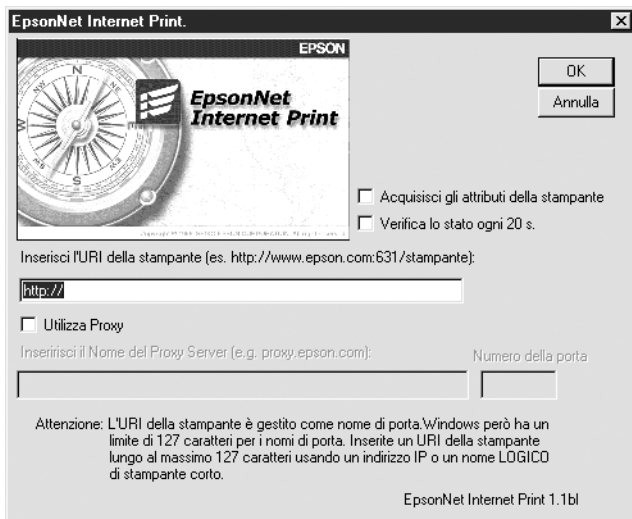 EpsonNet Internet Print.
EPSON
N
W
E
S
EpsonNet
Internet Print
OK
Annulla
Acquisisci gli attributi della stampante
Verifica lo stato ogni 20 s.
Inserisci l'URI della stampante (es. http://www.epson.com:631/stampante):
http://
Utilizza Proxy
Inseririsci il Nome del Proxy Server (e.g. proxy.epson.com):
Numero della porta
Attenzione: L'URI della stampante è gestito come nome di porta.Windows però ha un
limite di 127 caratteri per i nomi di porta. Inserite un URI della stampante
lungo al massimo 127 caratteri usando un indirizzo IP o un nome LOGICO
di stampante corto.
EpsonNet Internet Print 1.1bl